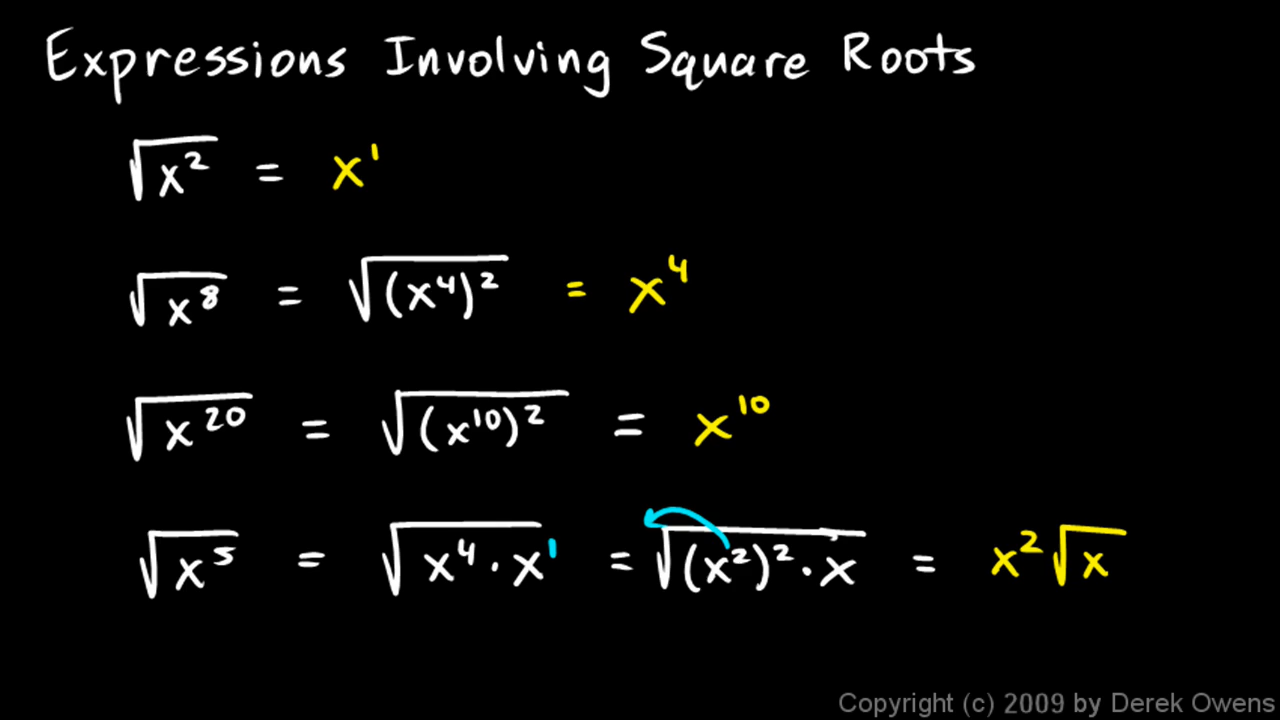 Expressions Involving Square Roots
√x² = x¹
√x⁸ = √(x⁴)² = x⁴
√x²⁰ = √(x¹⁰)² = x¹⁰
√x⁵ = √x⁴·x¹ = √(x²)²·x = x²√x
Copyright (c) 2009 by Derek Owens